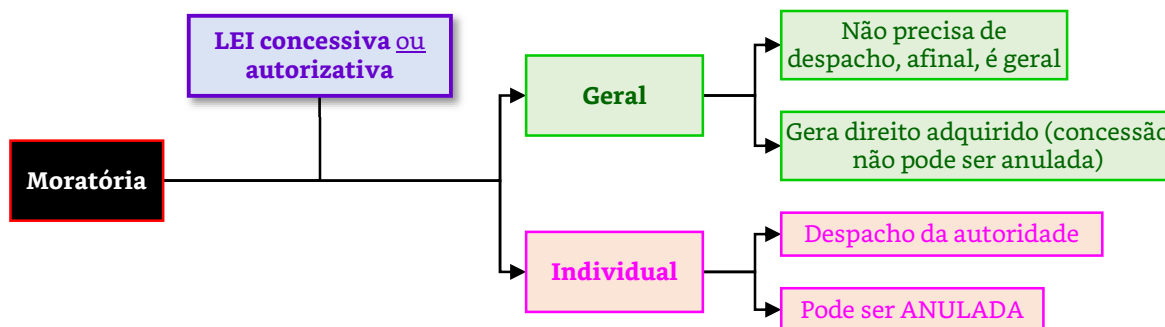 LEI concessiva ou
autorizativa
Moratória
Geral
Não precisa de
despacho, afinal, é geral
Gera direito adquirido (concessão
não pode ser anulada)
Individual
Despacho da autoridade
Pode ser ANULADA